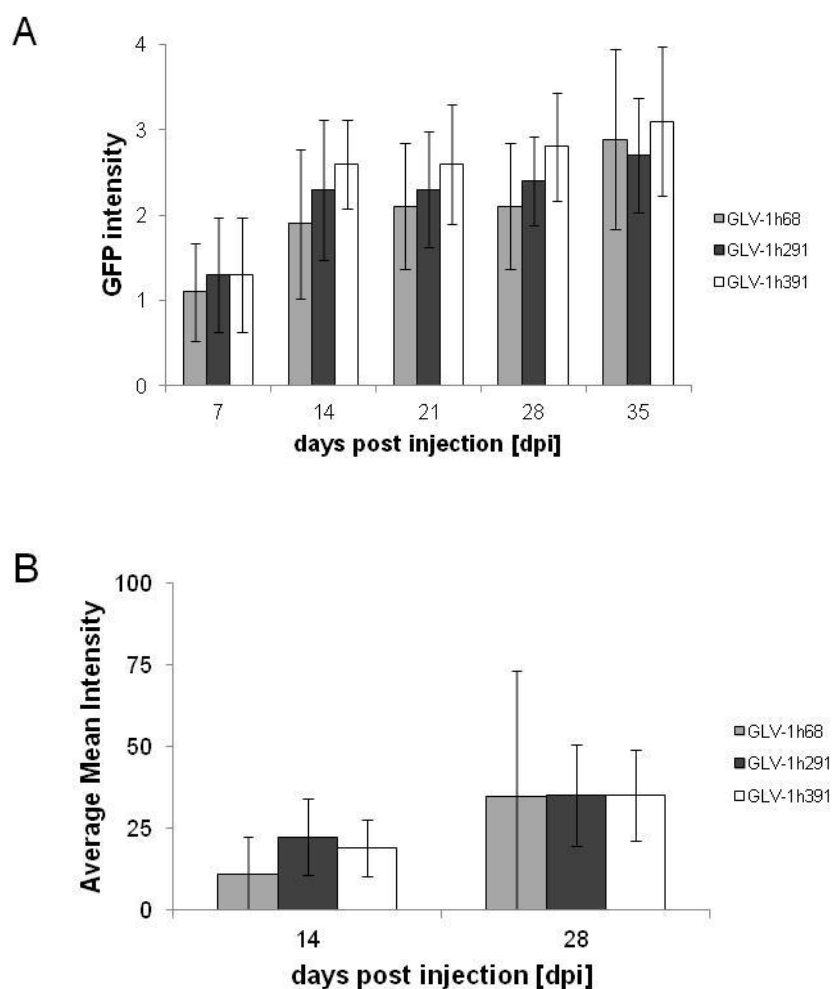 A
4
3
2
1
0
GFP intensity
7 14 21 28 35
days post injection [dpi]
GLV-1h68
GLV-1h291
GLV-1h391
B
100
75
50
25
0
Average Mean Intensity
14 28
days post injection [dpi]
GLV-1h68
GLV-1h291
GLV-1h391